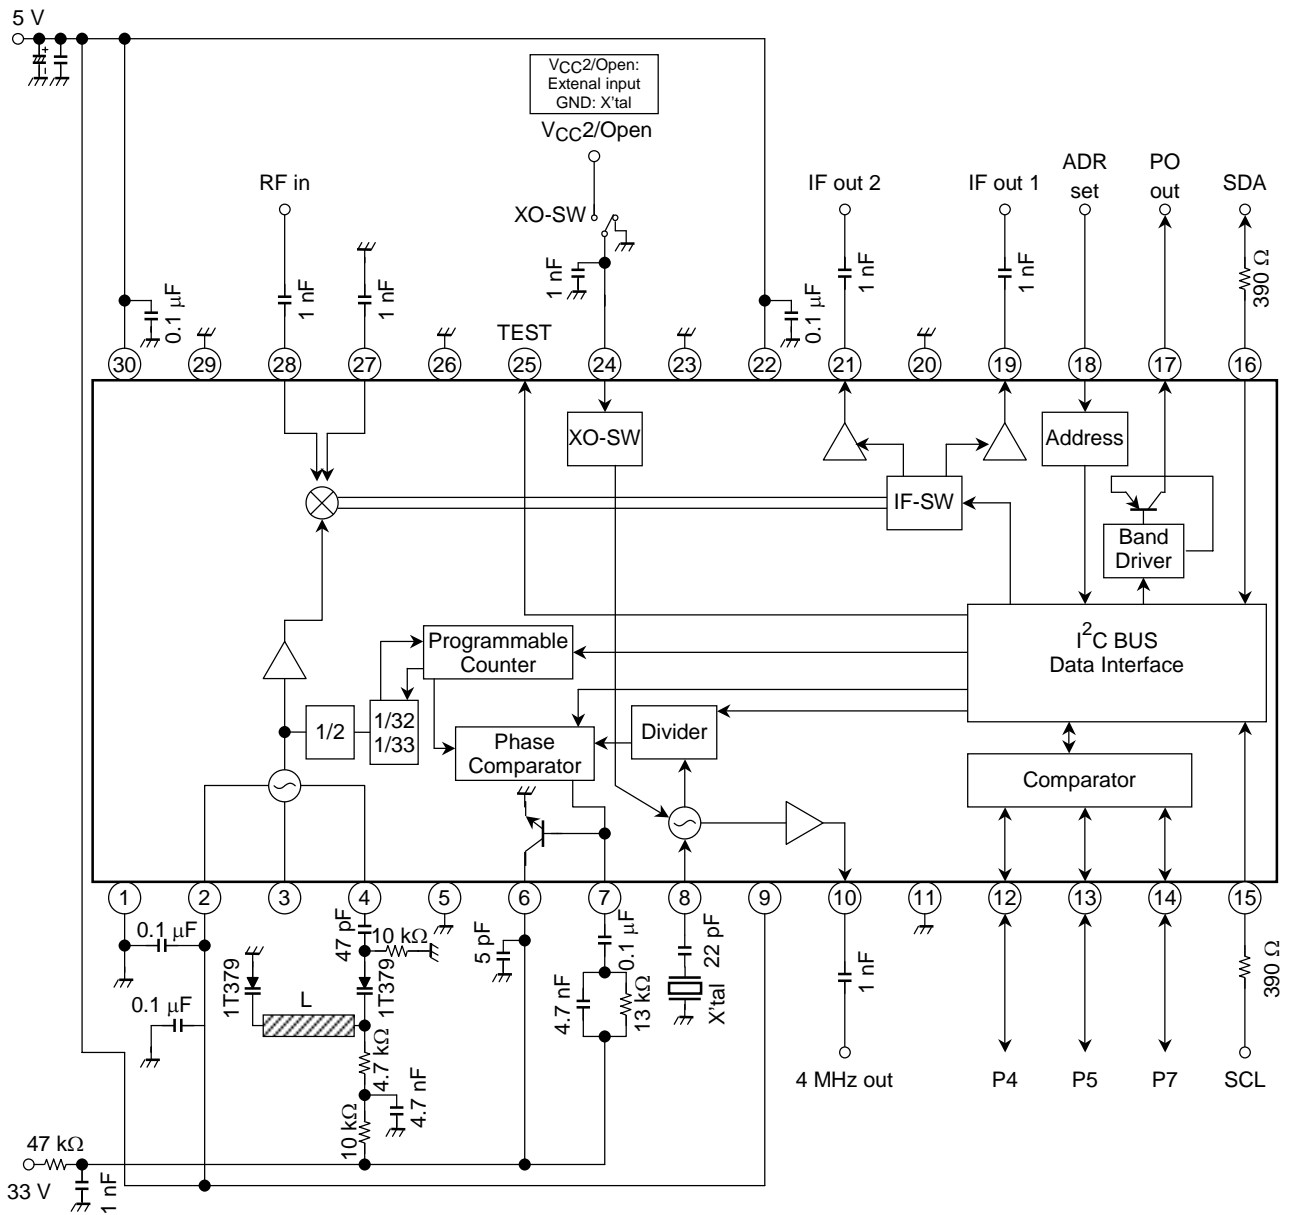 5 V
VCC2/Open:
Extenal input
GND: X'tal
VCC2/Open
RF in
XO-SW
IF out 2
IF out 1
ADR
set
PO
out
SDA
0.1 µF
1 nF
1 nF
1 nF
0.1 µF
1 nF
1 nF
390 Ω
TEST
30
29
28
27
26
25
24
23
22
21
20
19
18
17
16
XO-SW
Address
IF-SW
Band
Driver
I2C BUS
Data Interface
Programmable
Counter
1/2
1/32
1/33
Phase
Comparator
Divider
Comparator
1
2
3
4
5
6
7
8
9
10
11
12
13
14
15
0.1 µF
47 pF
10 kΩ
5 pF
0.1 µF
22 pF
1 nF
390 Ω
1T379
L
1T379
4.7 nF
13 kΩ
X'tal
0.1 µF
4.7 kΩ
4.7 nF
10 kΩ
4 MHz out
P4
P5
P7
SCL
47 kΩ
33 V
1 nF